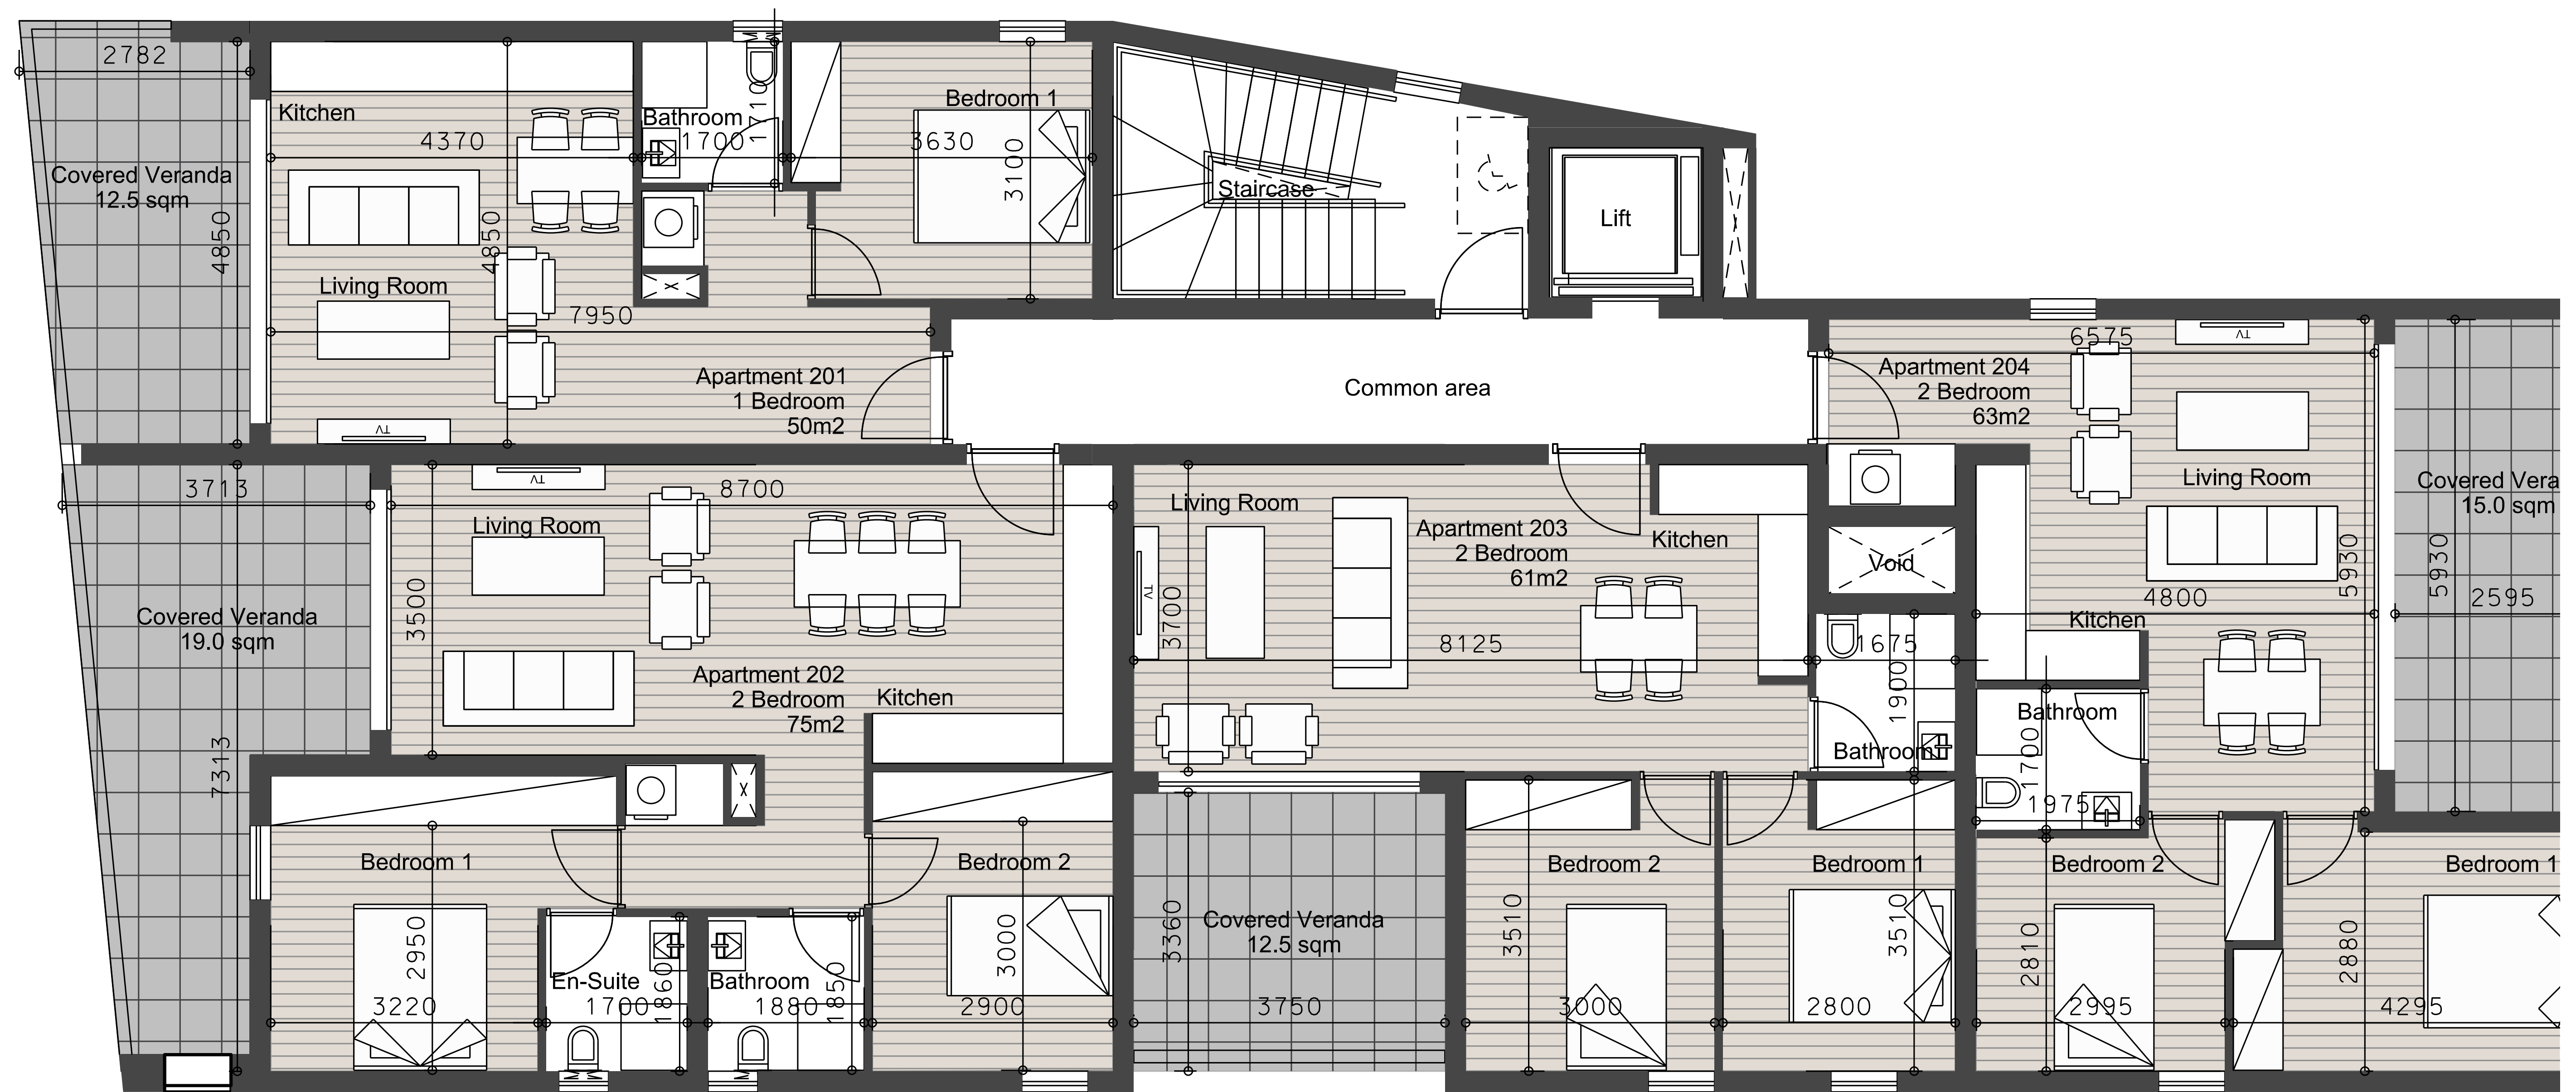 2782
Kitchen
4370
Bathroom
1700
1710
Bedroom 1
3630
3100
Covered Veranda
12.5 sqm
4850
4850
Living Room
7950
TV
Apartment 201
1 Bedroom
50m2
Staircase
Lift
Common area
6575
TV
Apartment 204
2 Bedroom
63m2
Living Room
Covered Vera
15.0 sqm
5930
5930
2595
4800
Kitchen
3713
8700
TV
Living Room
3500
Covered Veranda
19.0 sqm
7313
Apartment 202
2 Bedroom
75m2
Kitchen
Living Room
Apartment 203
2 Bedroom
61m2
Kitchen
TV
3700
8125
Void
1675
1900
Bathroom
Bathroom
1700
1975
Bedroom 1
2950
3220
En-Suite
1700
1860
Bathroom
1880
1850
Bedroom 2
3000
2900
Covered Veranda
12.5 sqm
3360
3750
Bedroom 2
3510
3000
Bedroom 1
3510
2800
Bedroom 2
2810
2995
Bedroom 1
2880
4295